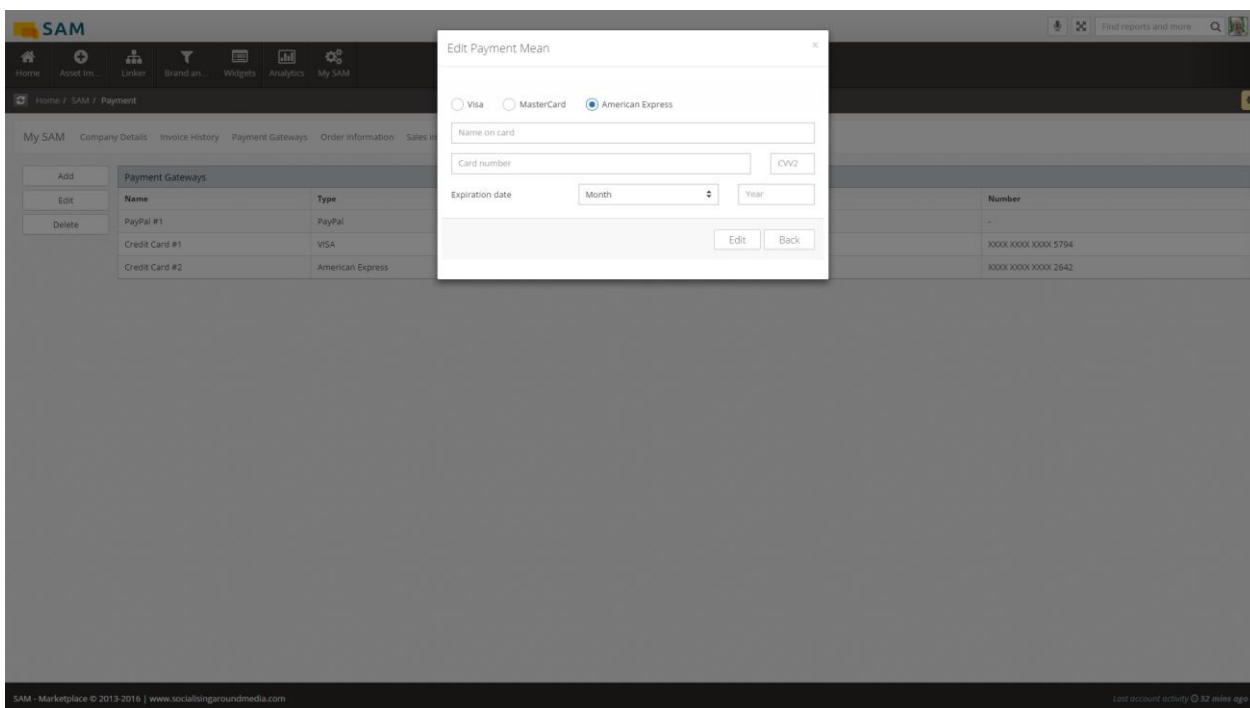 SAM
Find reports and more
Home Asset Im... Linker Brand an... Widgets Analytics My SAM
Home / SAM / Payment
My SAM Company Details Invoice History Payment Gateways Order Information Sales
Add
Edit
Delete
Payment Gateways
Name Type Number
PayPal #1 PayPal -
Credit Card #1 VISA XXXX XXXX XXXX 5794
Credit Card #2 American Express XXXX XXXX XXXX 2642
Edit Payment Mean ×
Visa MasterCard American Express
Name on card
Card number CVV2
Expiration date Month Year
Edit Back
SAM - Marketplace © 2013-2016 | www.socialisingaroundmedia.com
Last account activity 32 mins ago